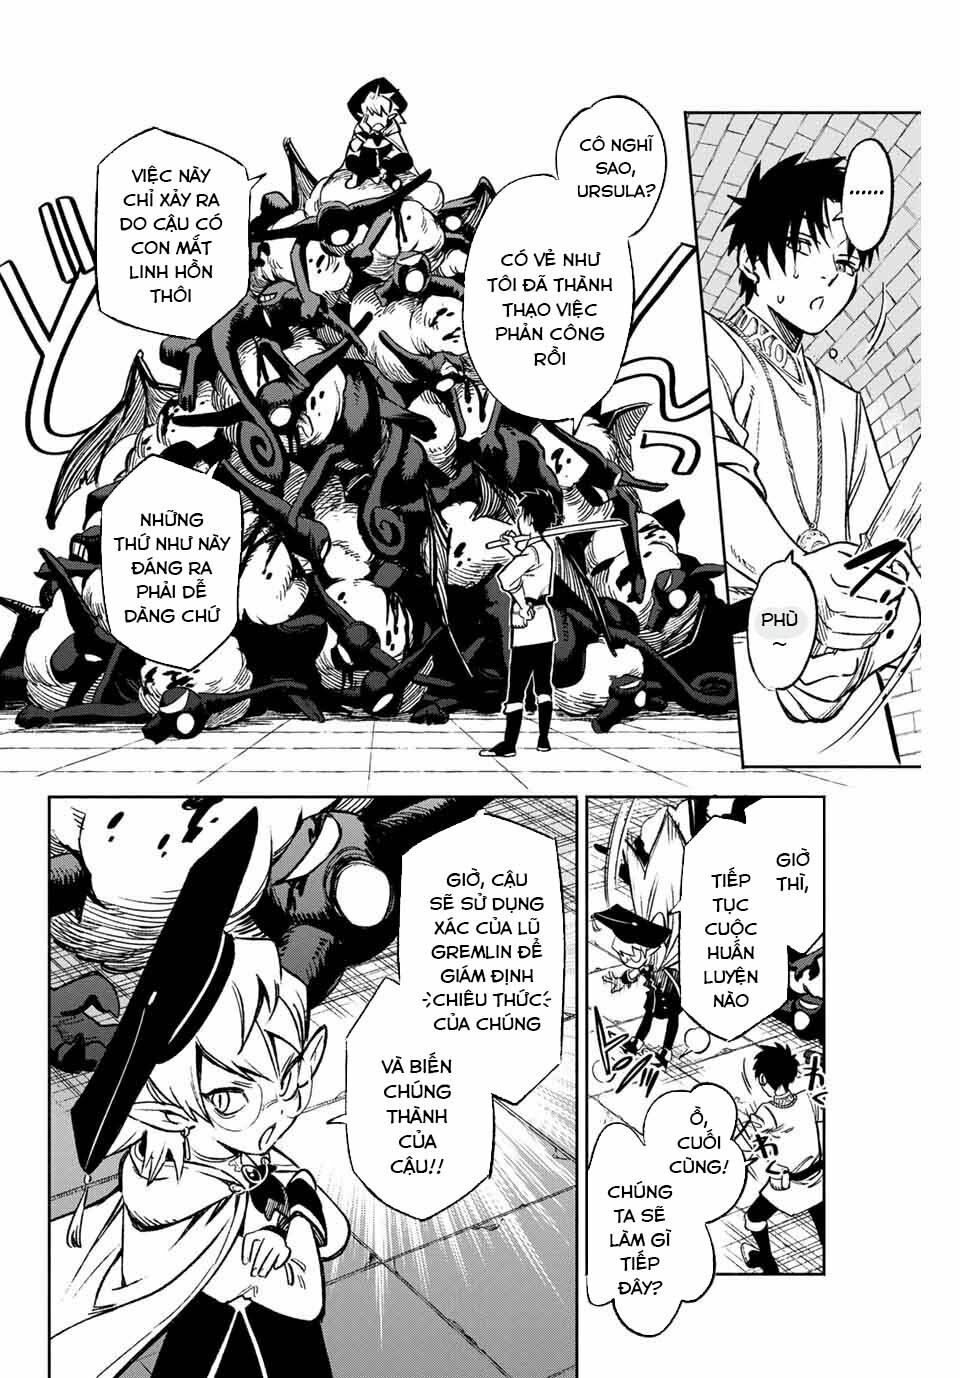 ......
PHÙ
~
CÔ NGHĨ
SAO,
URSULA?
CÓ VẺ NHƯ
TÔI ĐÃ THÀNH
THẠO VIỆC
PHẢN CÔNG
RỒI
VIỆC NÀY
CHỈ XẢY RA
DO CẬU CÓ
CON MẮT
LINH HỒN
THÔI
NHỮNG
THỨ NHƯ NÀY
ĐÁNG RA
PHẢI DỄ
DÀNG CHỨ
GIỜ
THÌ,
TIẾP
TỤC
CUỘC
HUẤN
LUYỆN
NÀO
Ồ,
CUỐI
CÙNG!
CHÚNG
TA SẼ
LÀM GÌ
TIẾP
ĐÂY?
GIỜ, CẬU
SẼ SỬ DỤNG
XÁC CỦA LŨ
GREMLIN ĐỂ
GIÁM ĐỊNH
CHIÊU THỨC
CỦA CHÚNG
VÀ BIẾN
CHÚNG
THÀNH
CỦA
CẬU!!